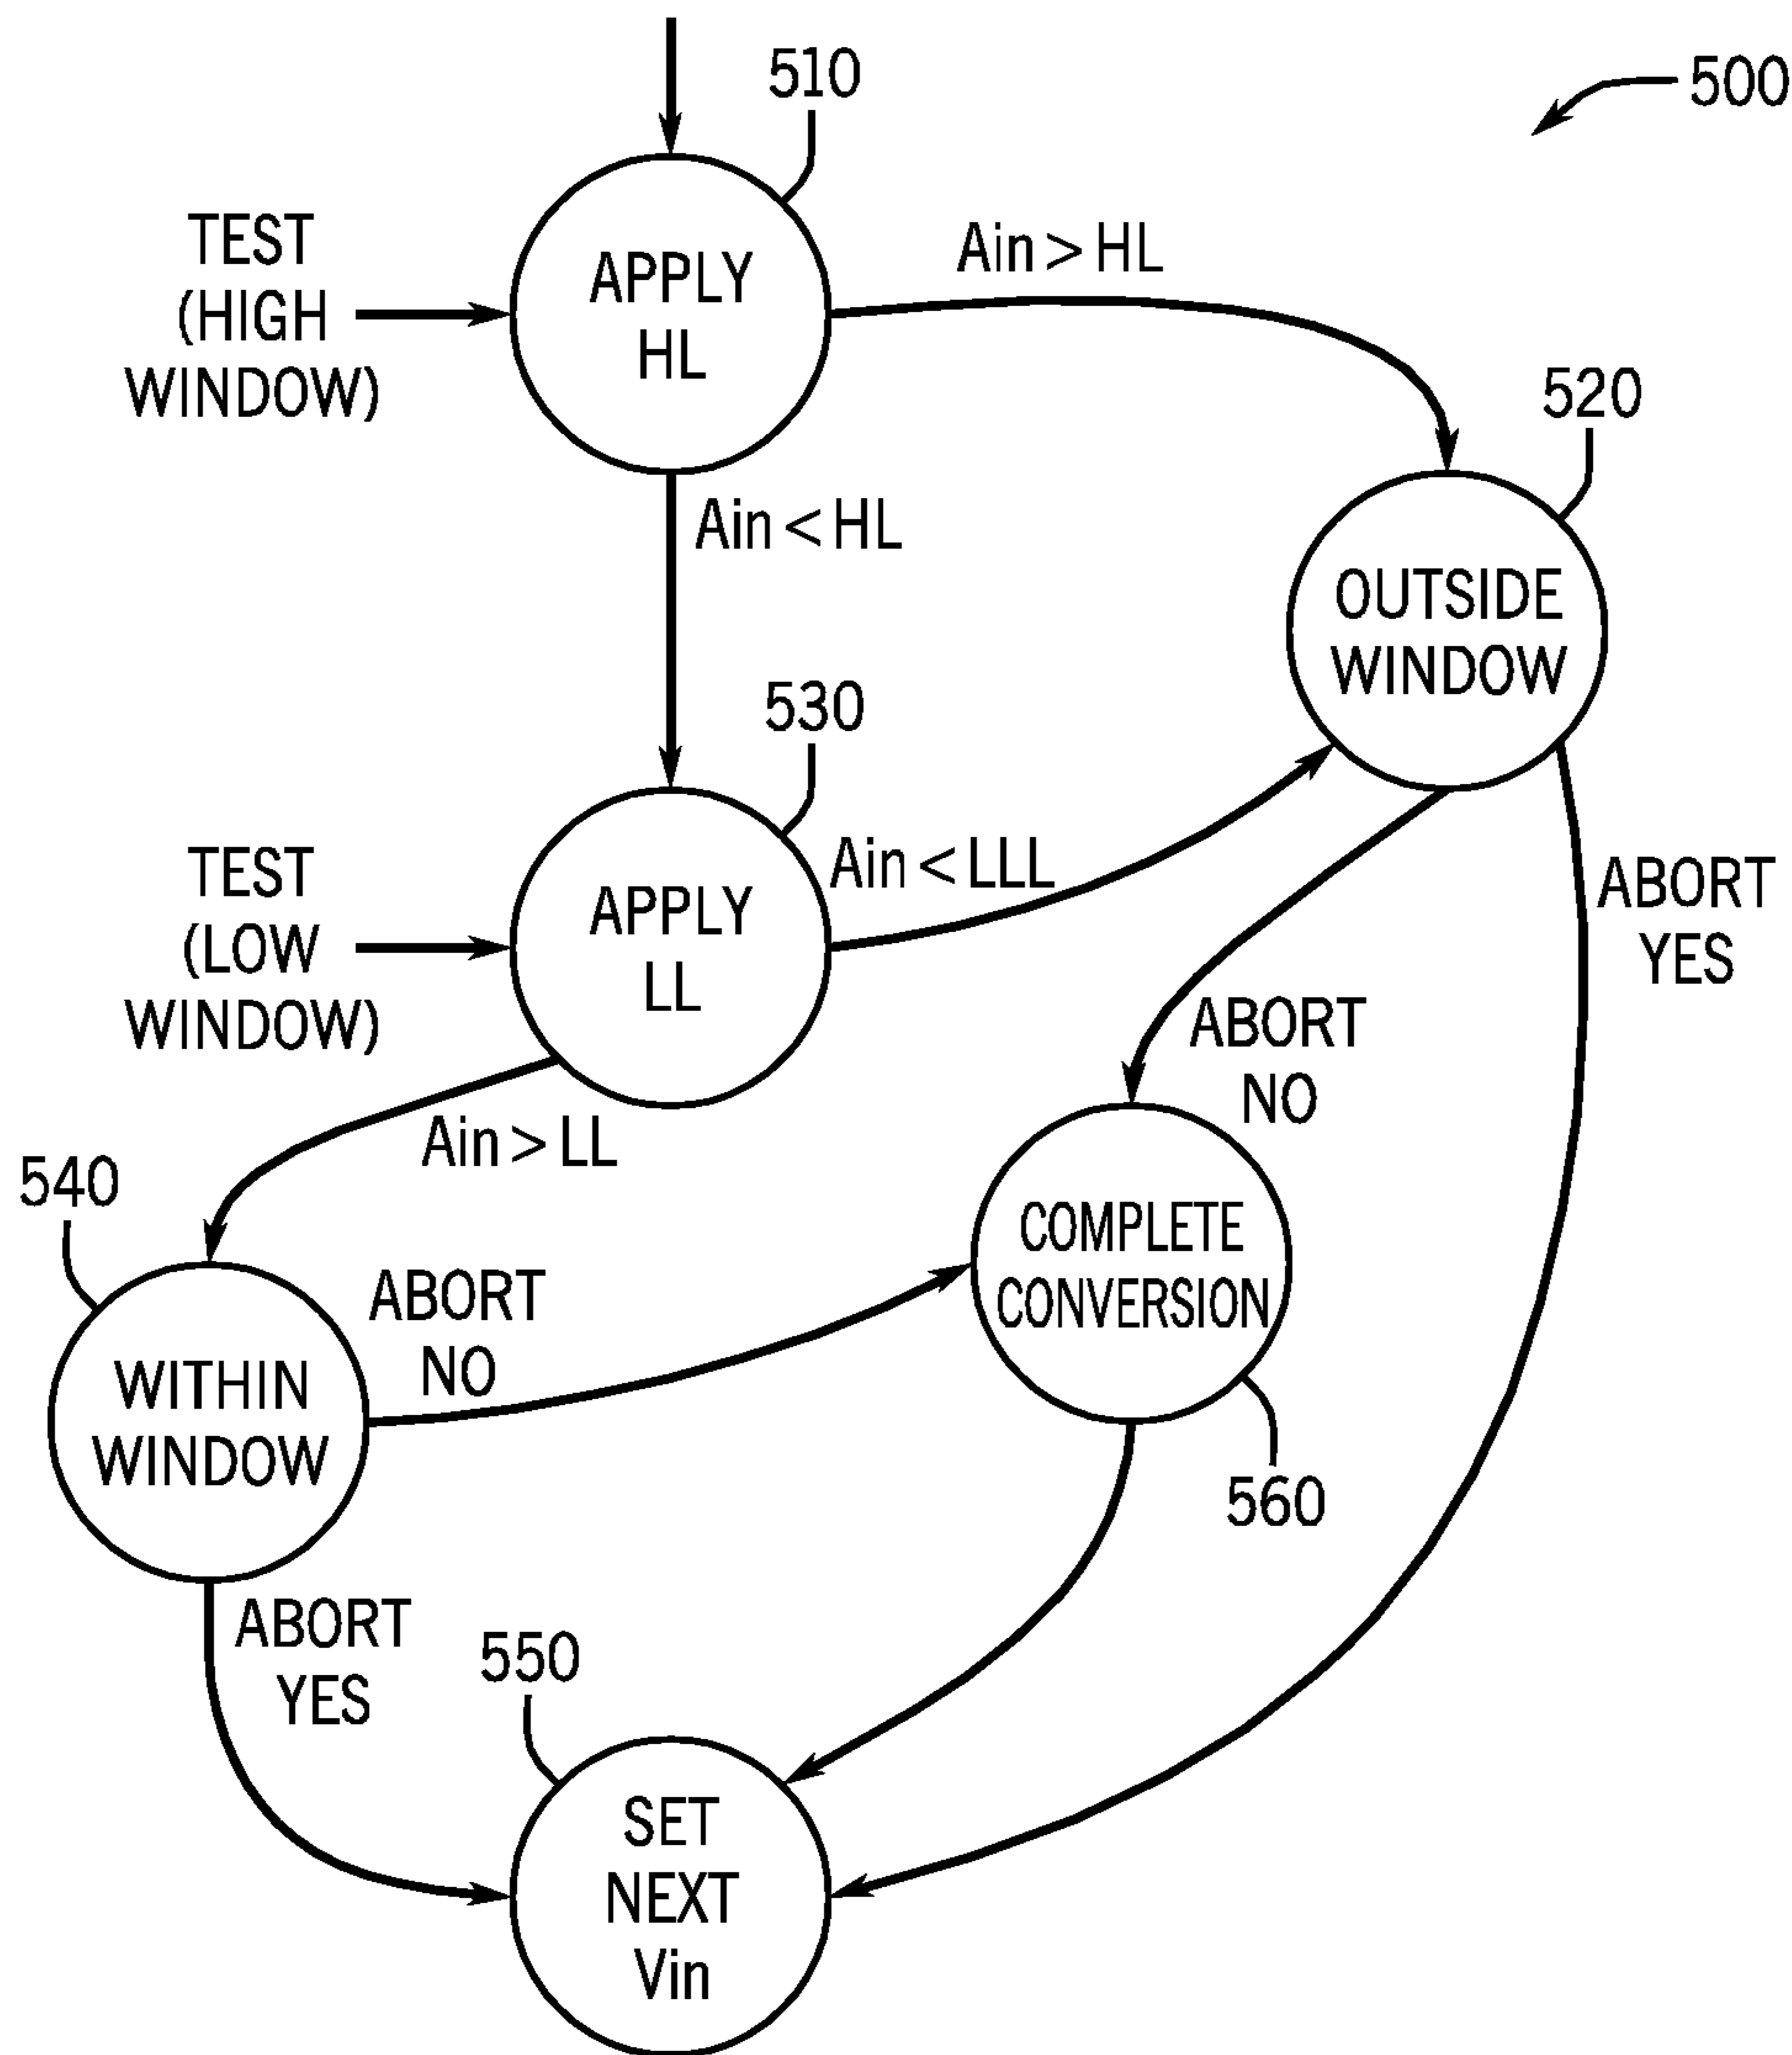 510
500
TEST
(HIGH
WINDOW)
APPLY
HL
Ain > HL
520
Ain < HL
OUTSIDE
WINDOW
530
TEST
(LOW
WINDOW)
APPLY
LL
Ain < LLL
ABORT
YES
ABORT
NO
Ain > LL
540
COMPLETE
CONVERSION
ABORT
NO
WITHIN
WINDOW
560
ABORT
YES
550
SET
NEXT
Vin